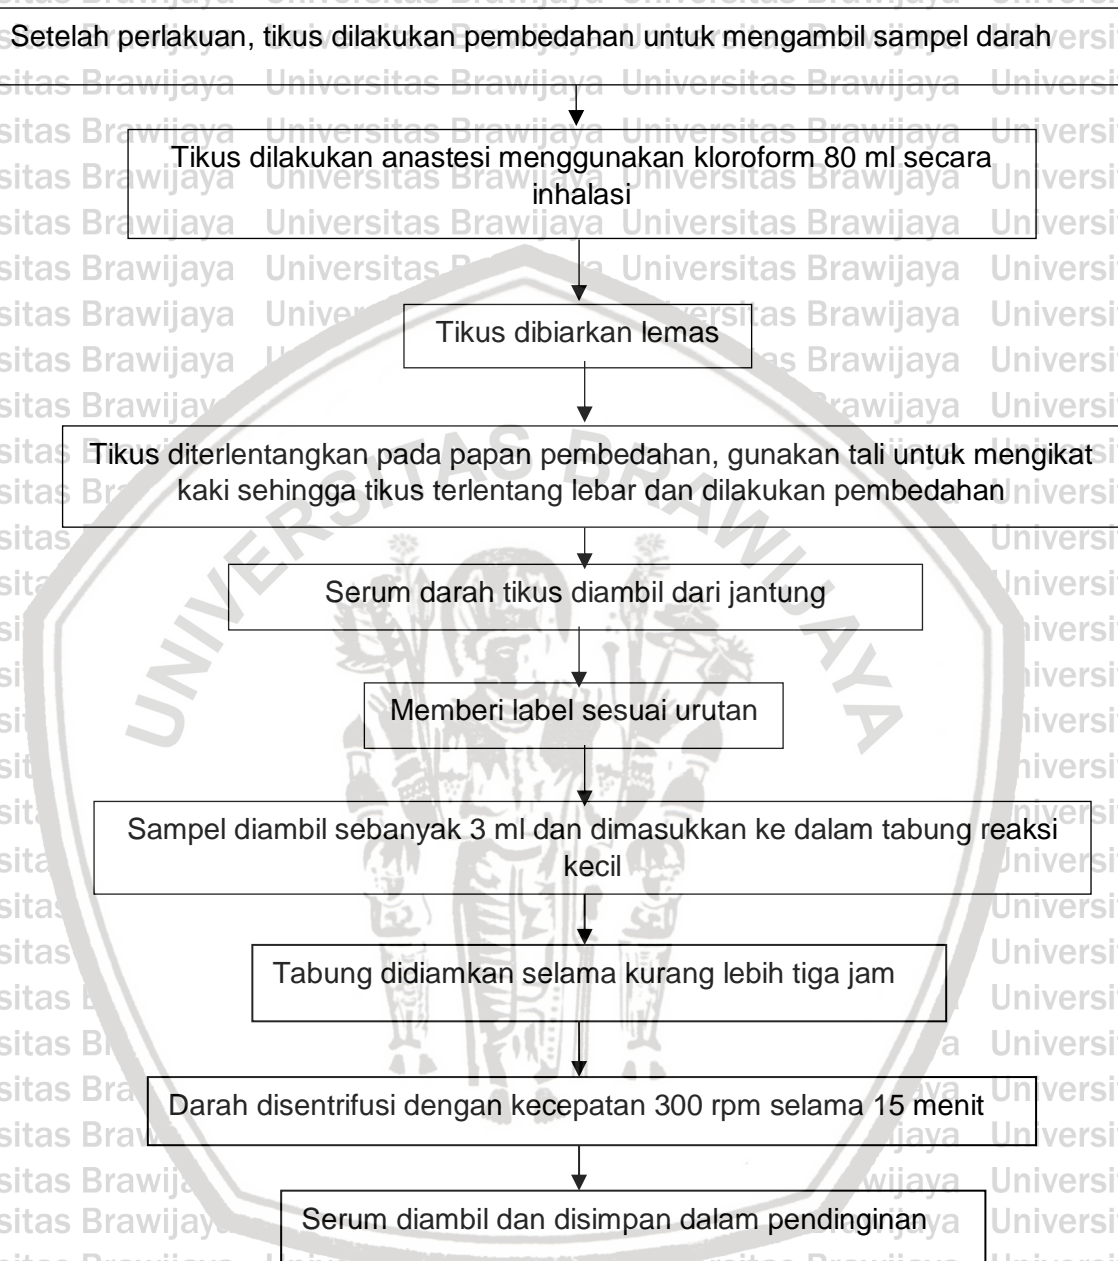 Setelah perlakuan, tikus dilakukan pembedahan untuk mengambil sampel darah
Tikus dilakukan anastesi menggunakan kloroform 80 ml secara
inhalasi
Tikus dibiarkan lemas
Tikus diterlentangkan pada papan pembedahan, gunakan tali untuk mengikat
kaki sehingga tikus terlentang lebar dan dilakukan pembedahan
Serum darah tikus diambil dari jantung
Memberi label sesuai urutan
Sampel diambil sebanyak 3 ml dan dimasukkan ke dalam tabung reaksi
kecil
Tabung didiamkan selama kurang lebih tiga jam
Darah disentrifusi dengan kecepatan 300 rpm selama 15 menit
Serum diambil dan disimpan dalam pendinginan
UNIVERSITAS BRAWIJAYA